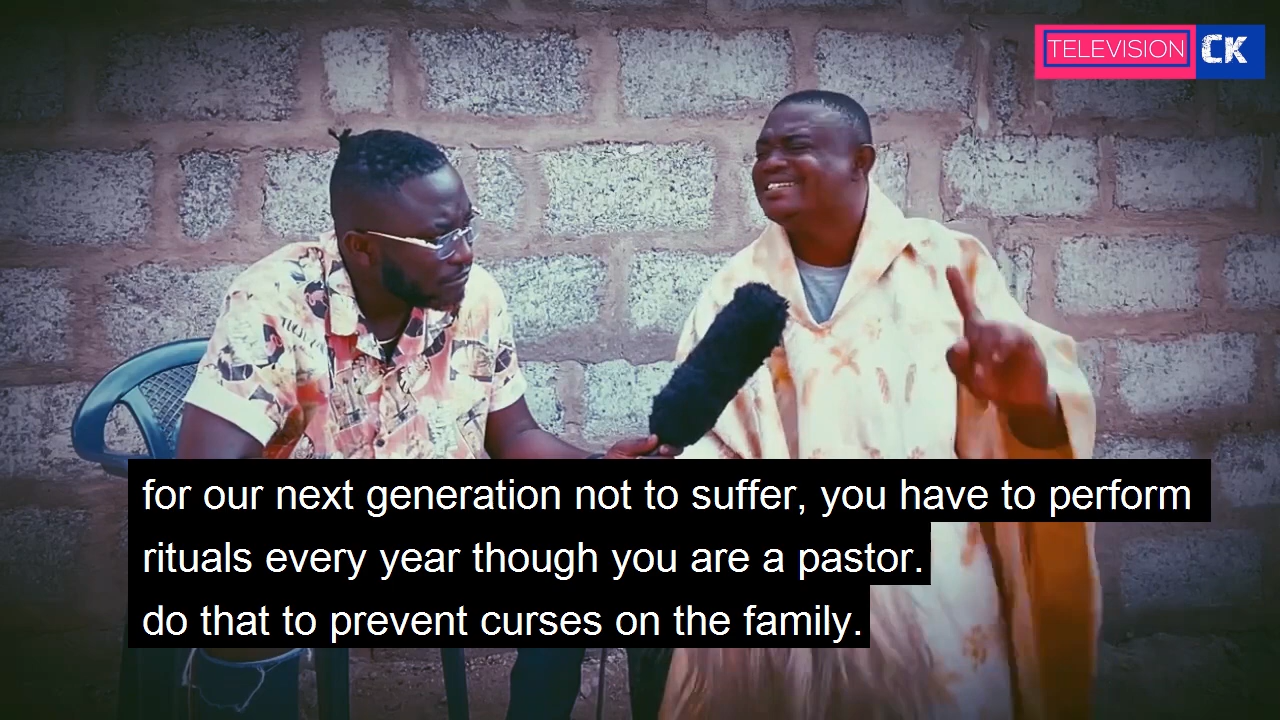 TELEVISION CK
for our next generation not to suffer, you have to perform
rituals every year though you are a pastor.
do that to prevent curses on the family.